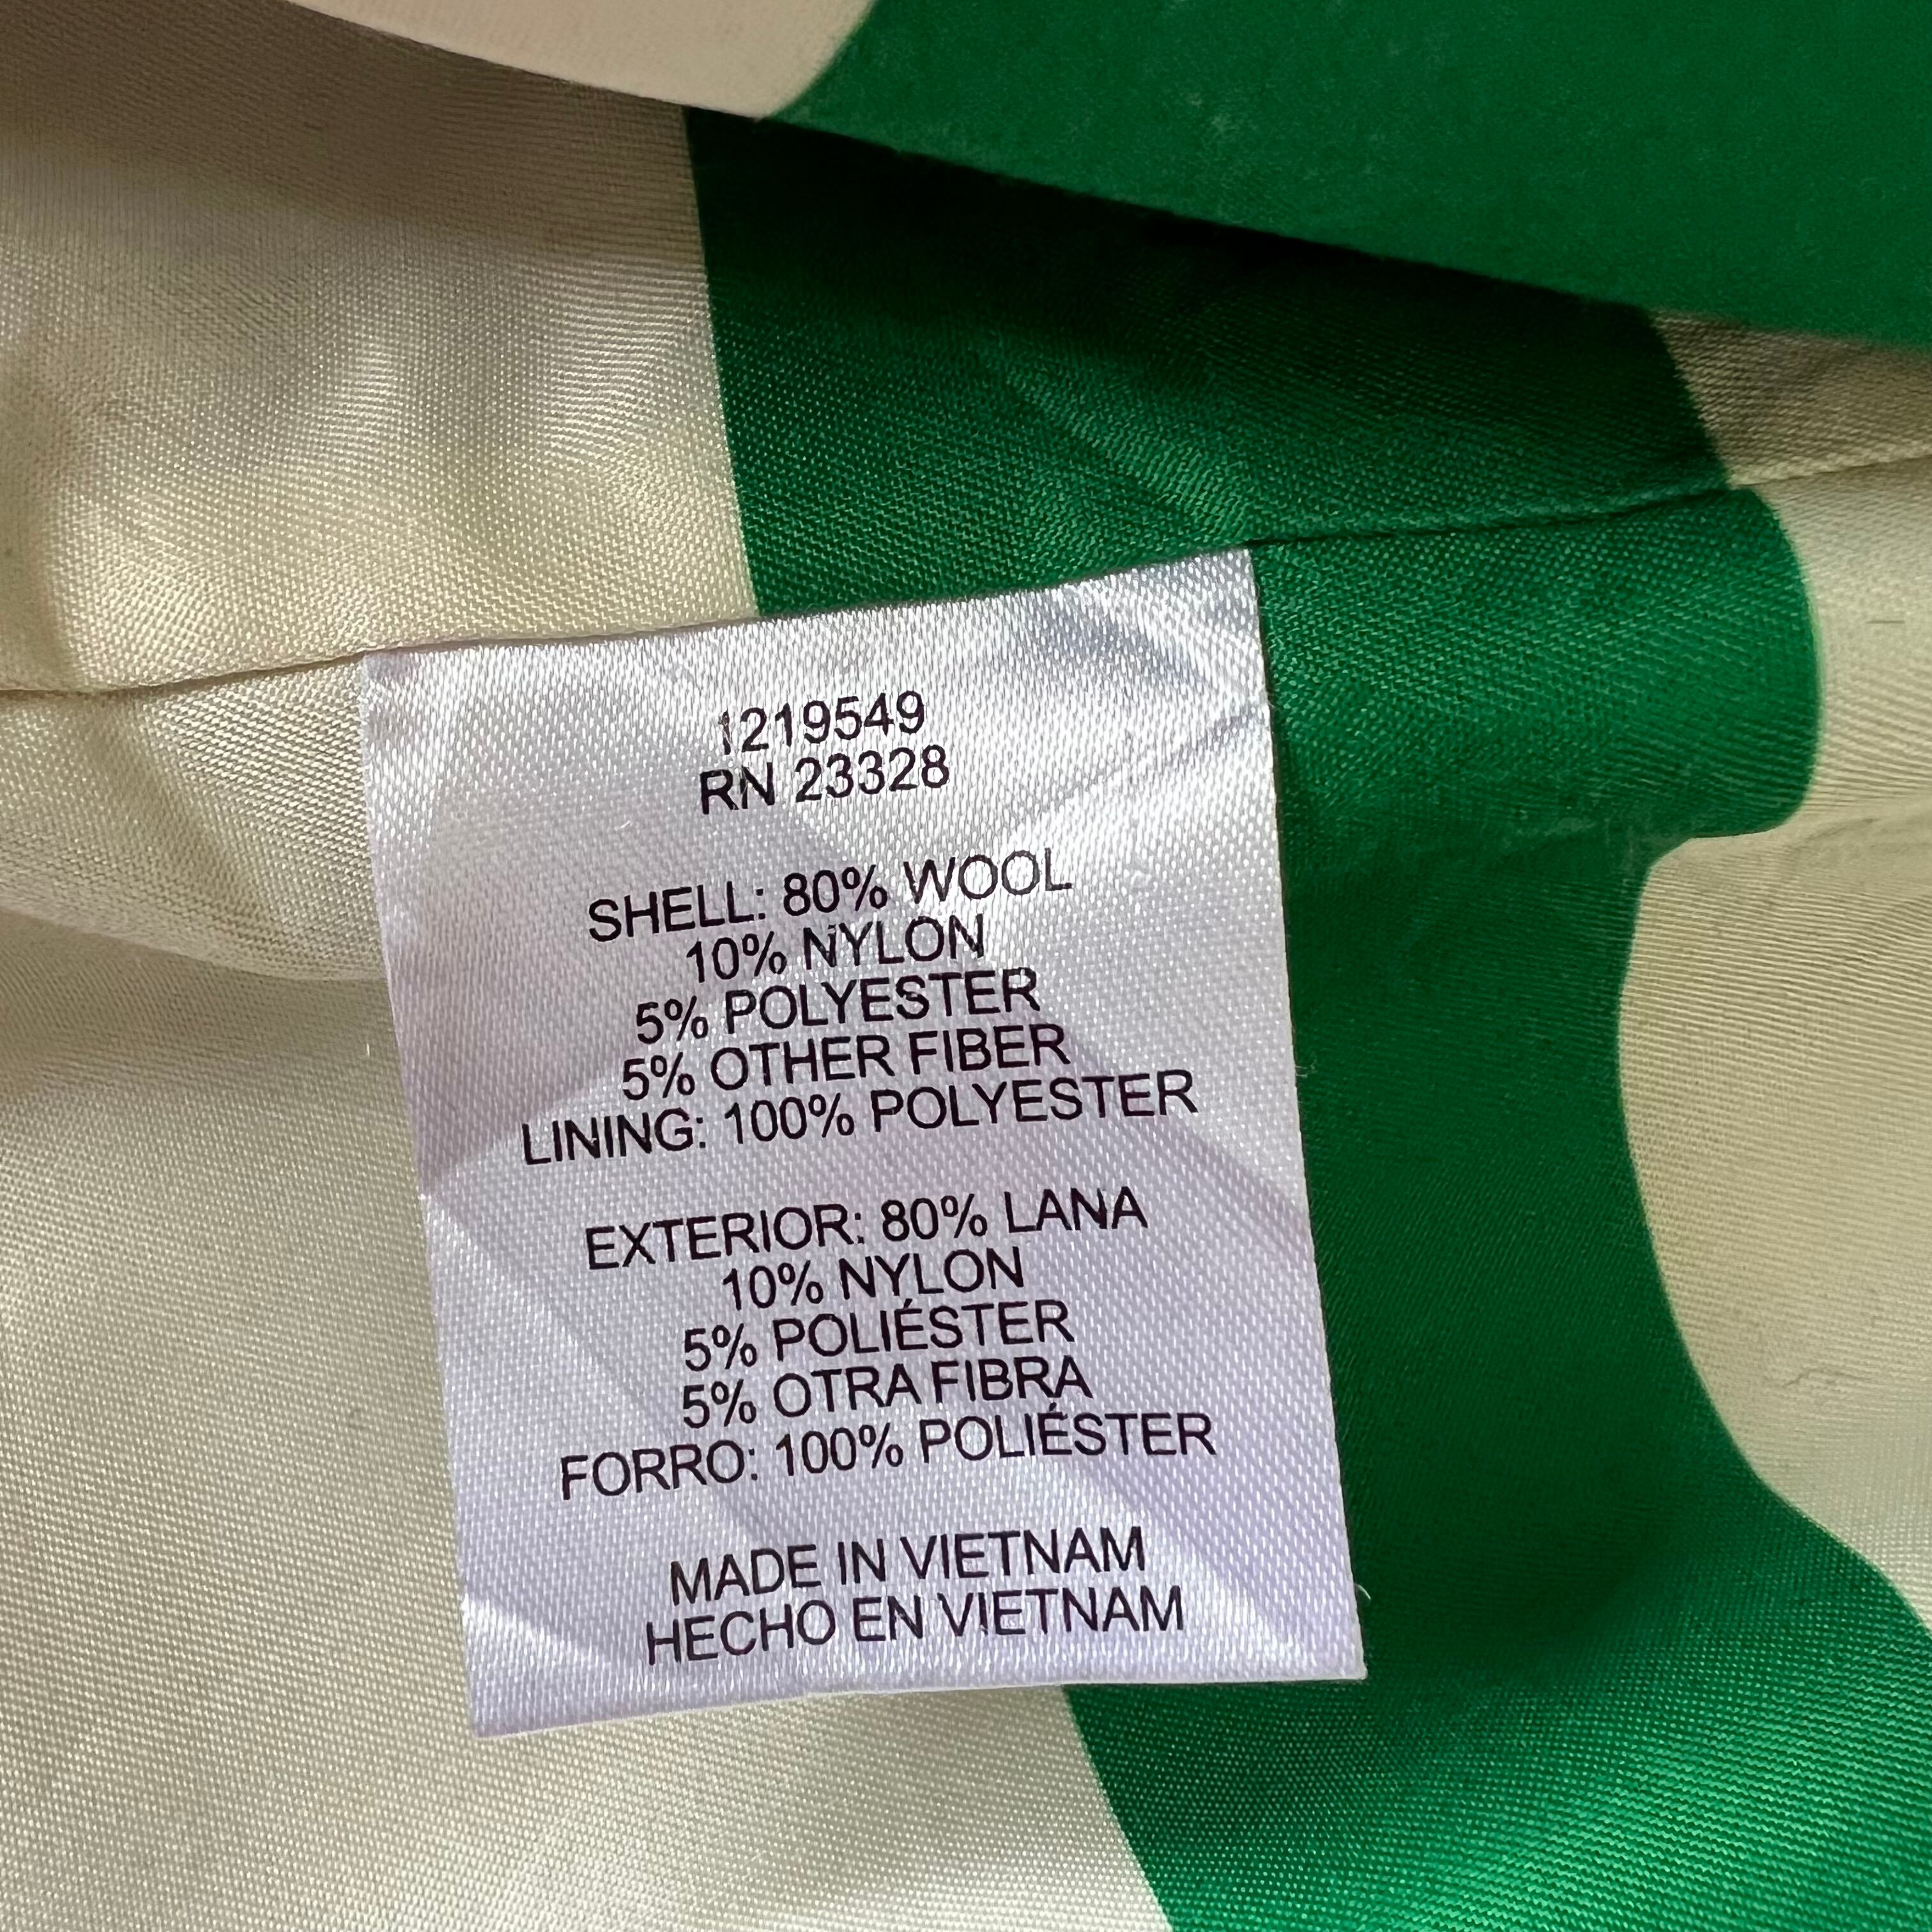 1219549
RN 23328
SHELL: 80% WOOL
10% NYLON
5% POLYESTER
5% OTHER FIBER
LINING: 100% POLYESTER
EXTERIOR: 80% LANA
10% NYLON
5% POLIÉSTER
5% OTRA FIBRA
FORRO: 100% POLIÉSTER
MADE IN VIETNAM
HECHO EN VIETNAM